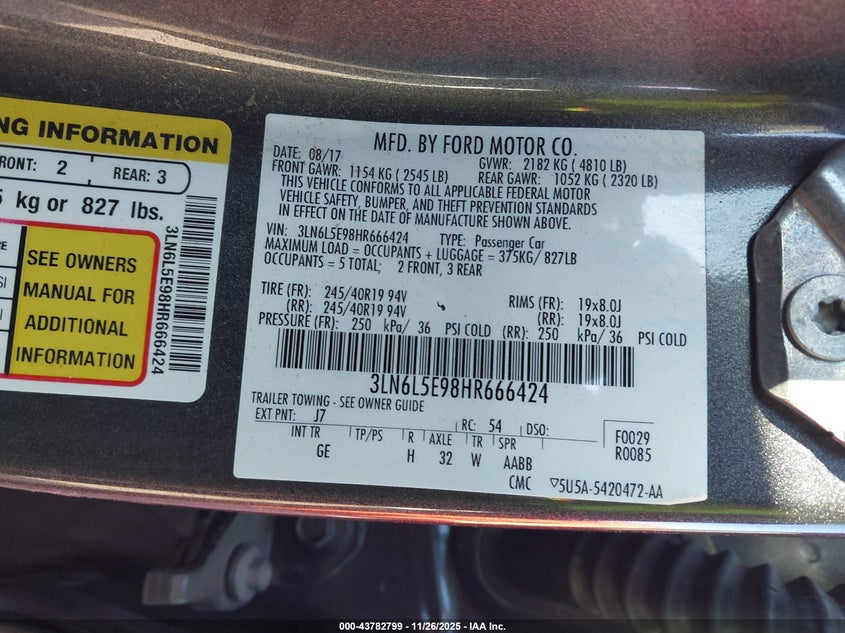 NG INFORMATION
FRONT: 2
REAR: 3
5 kg or 827 lbs.
SEE OWNERS
MANUAL FOR
ADDITIONAL
INFORMATION
3LN6L5E98HR666424
MFD. BY FORD MOTOR CO.
DATE: 08/17 GVWR: 2182 KG ( 4810 LB)
FRONT GAWR: 1154 KG ( 2545 LB) REAR GAWR: 1052 KG ( 2320 LB)
THIS VEHICLE CONFORMS TO ALL APPLICABLE FEDERAL MOTOR
VEHICLE SAFETY, BUMPER, AND THEFT PREVENTION STANDARDS
IN EFFECT ON THE DATE OF MANUFACTURE SHOWN ABOVE.
VIN: 3LN6L5E98HR666424 TYPE: Passenger Car
MAXIMUM LOAD = OCCUPANTS + LUGGAGE = 375KG/ 827LB
OCCUPANTS = 5 TOTAL; 2 FRONT, 3 REAR
TIRE (FR): 245/40R19 94V RIMS (FR): 19x8.0J
(RR): 245/40R19 94V (RR): 19x8.0J
PRESSURE (FR): 250 kPa/ 36 PSI COLD (RR): 250 kPa/ 36 PSI COLD
3LN6L5E98HR666424
TRAILER TOWING - SEE OWNER GUIDE
EXT PNT: J7 RC: 54 DSO: F0029
R0085
INT TR TP/PS R AXLE TR SPR
GE H 32 W AABB
CMC ▽5U5A-5420472-AA
000-43782799 - 11/26/2025 - IAA Inc.